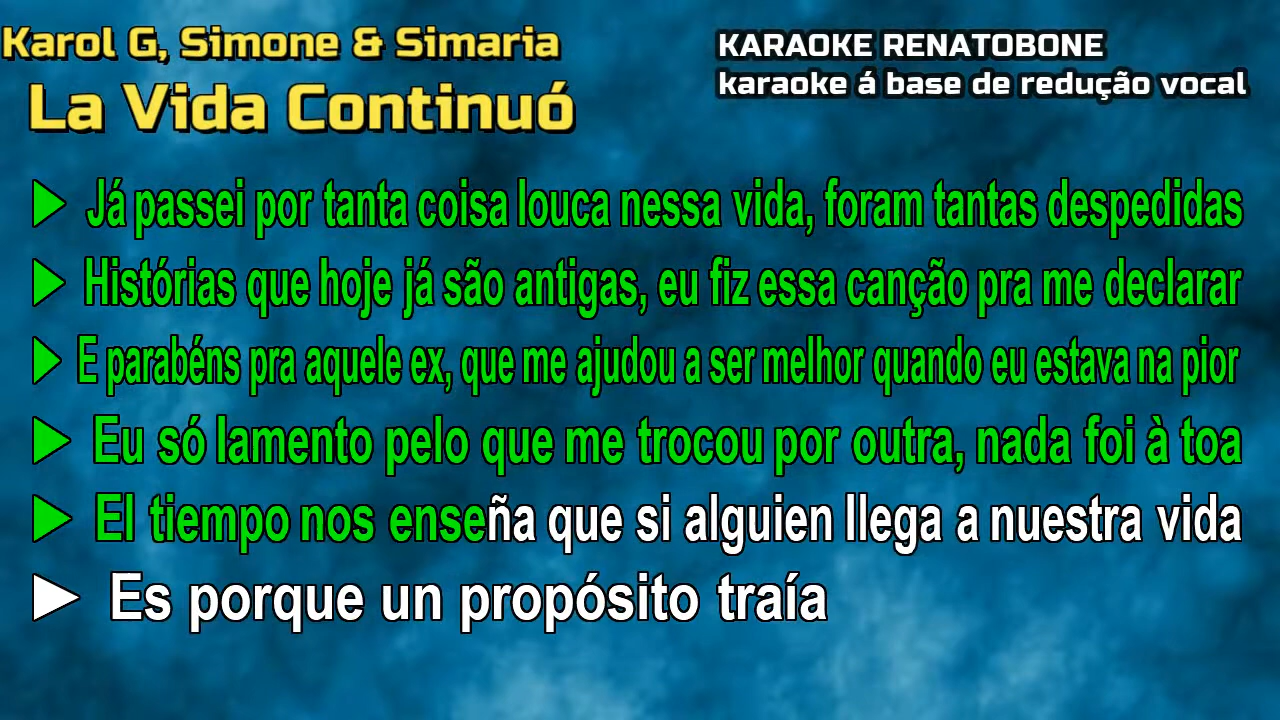 Karol G, Simone & Simaria
La Vida Continuó
KARAOKE RENATOBONE
karaoke á base de redução vocal
Já passei por tanta coisa louca nessa vida, foram tantas despedidas
Histórias que hoje já são antigas, eu fiz essa canção pra me declarar
E parabéns pra aquele ex, que me ajudou a ser melhor quando eu estava na pior
Eu só lamento pelo que me trocou por outra, nada foi à toa
El tiempo nos enseña que si alguien llega a nuestra vida
Es porque un propósito traía